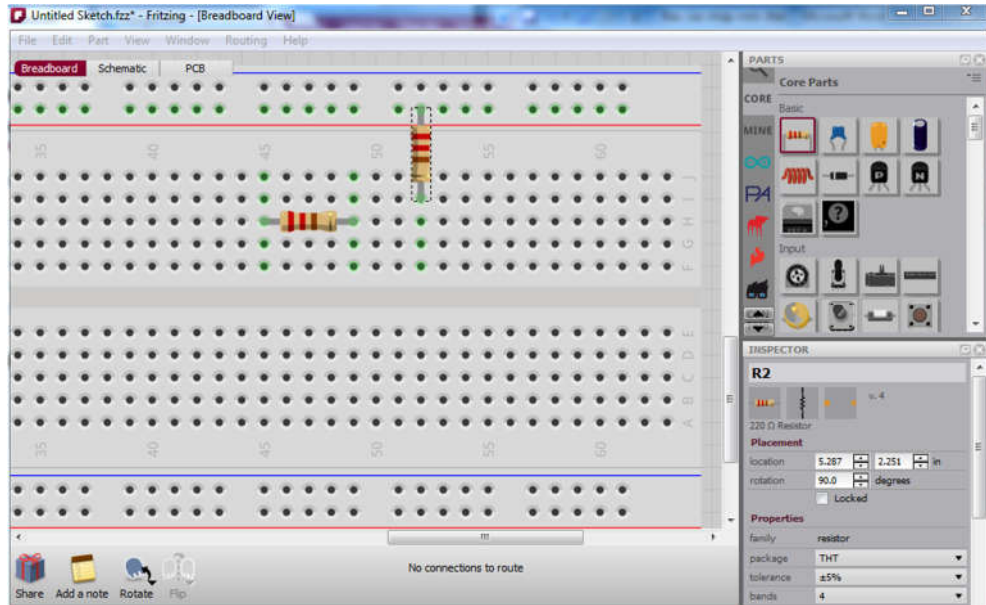 Untitled Sketch.fzz* - Fritzing - [Breadboard View]
File Edit Part View Window Routing Help
Breadboard Schematic PCB
35 40 45 50 55 60
J
I
H
G
F
E
D
C
B
A
35 40 45 50 55 60
No connections to route
Share Add a note Rotate Flip
PARTS
Core Parts
CORE
Basic
MINE
P N
PA
?
Input
INSPECTOR
R2
v. 4
220 Ω Resistor
Placement
location 5.287 2.251 in
rotation 90.0 degrees
Locked
Properties
family resistor
package THT
tolerance ±5%
bands 4